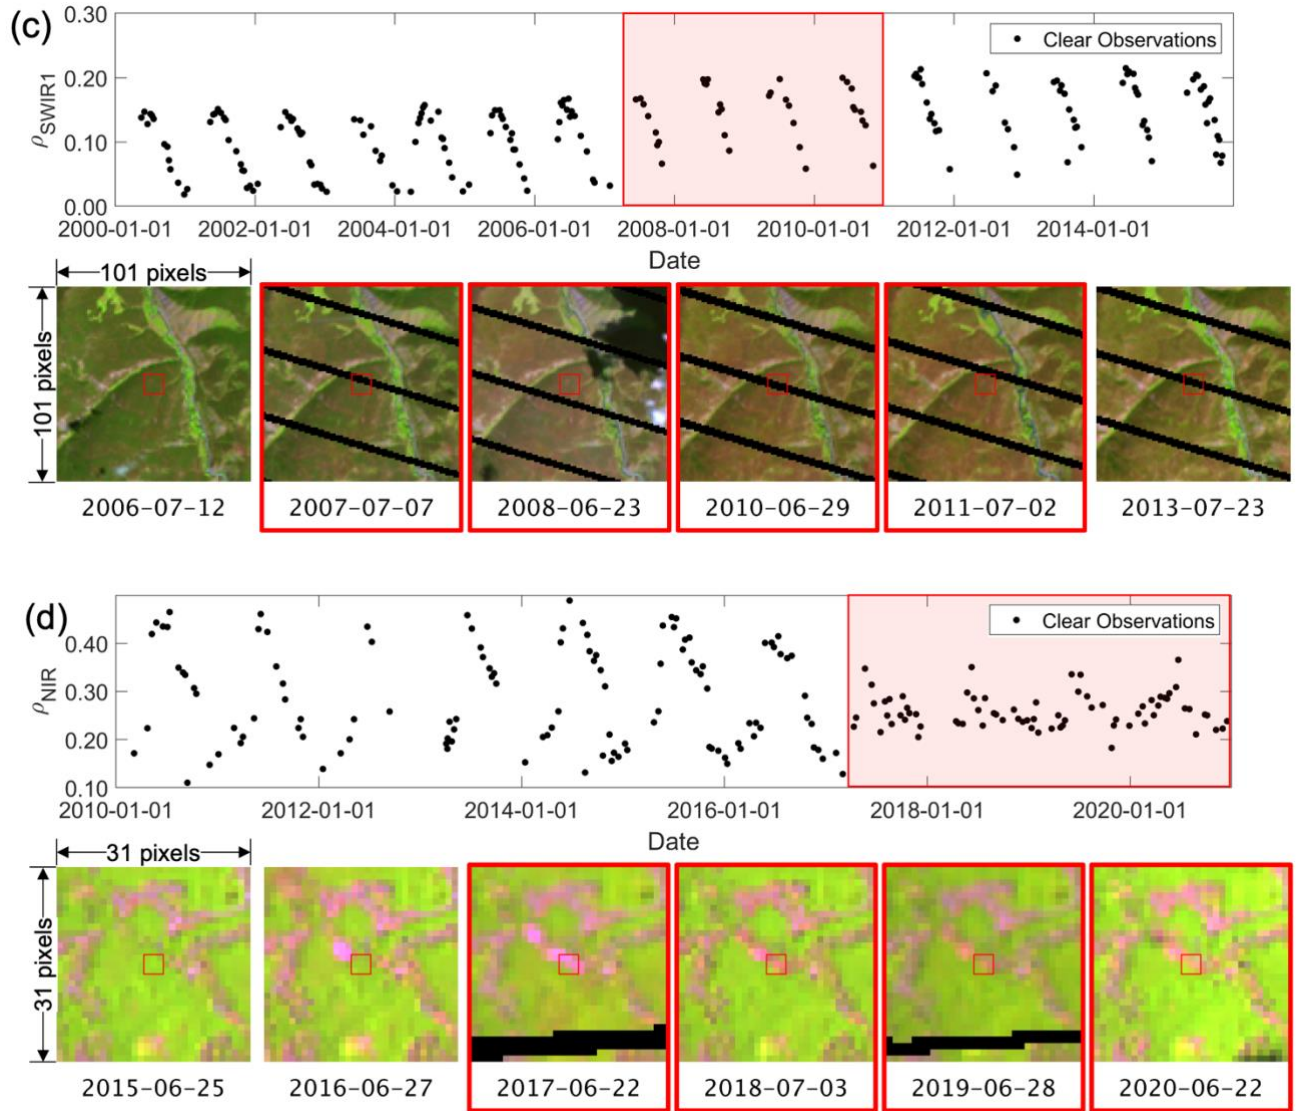 (c)
0.30
0.20
0.10
0.00
ρSWIR1
Clear Observations
2000-01-01 2002-01-01 2004-01-01 2006-01-01 2008-01-01 2010-01-01 2012-01-01 2014-01-01
Date
101 pixels
101 pixels
2006-07-12 2007-07-07 2008-06-23 2010-06-29 2011-07-02 2013-07-23
(d)
0.40
0.30
0.20
0.10
ρNIR
Clear Observations
2010-01-01 2012-01-01 2014-01-01 2016-01-01 2018-01-01 2020-01-01
Date
31 pixels
31 pixels
2015-06-25 2016-06-27 2017-06-22 2018-07-03 2019-06-28 2020-06-22